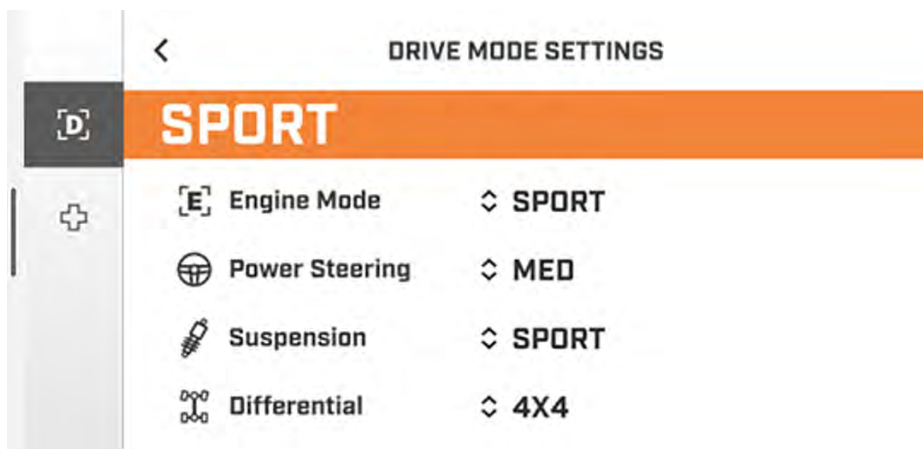 DRIVE MODE SETTINGS
[D] SPORT
[E] Engine Mode SPORT
Power Steering MED
Suspension SPORT
Differential 4X4